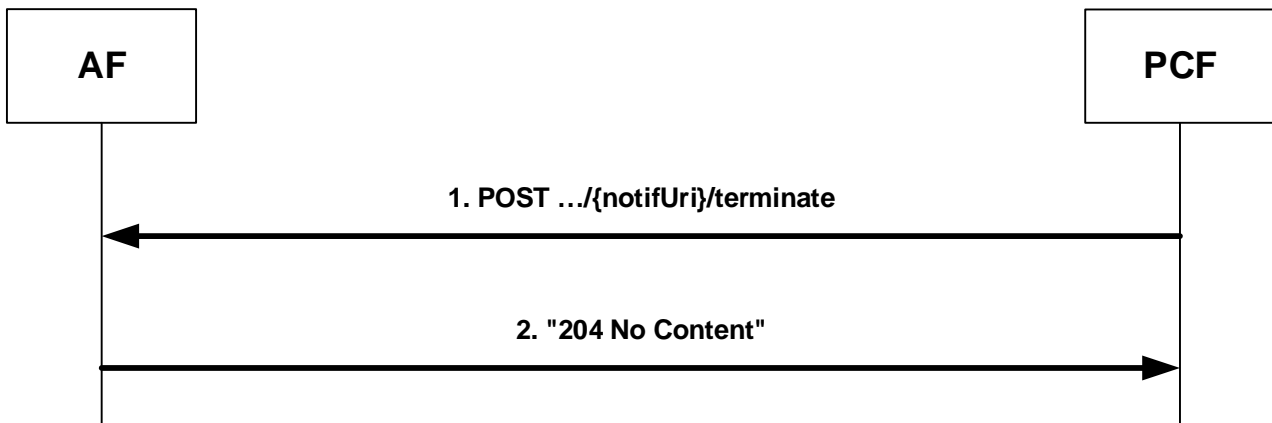 AF
PCF
1. POST …/{notifUri}/terminate
2. "204 No Content"